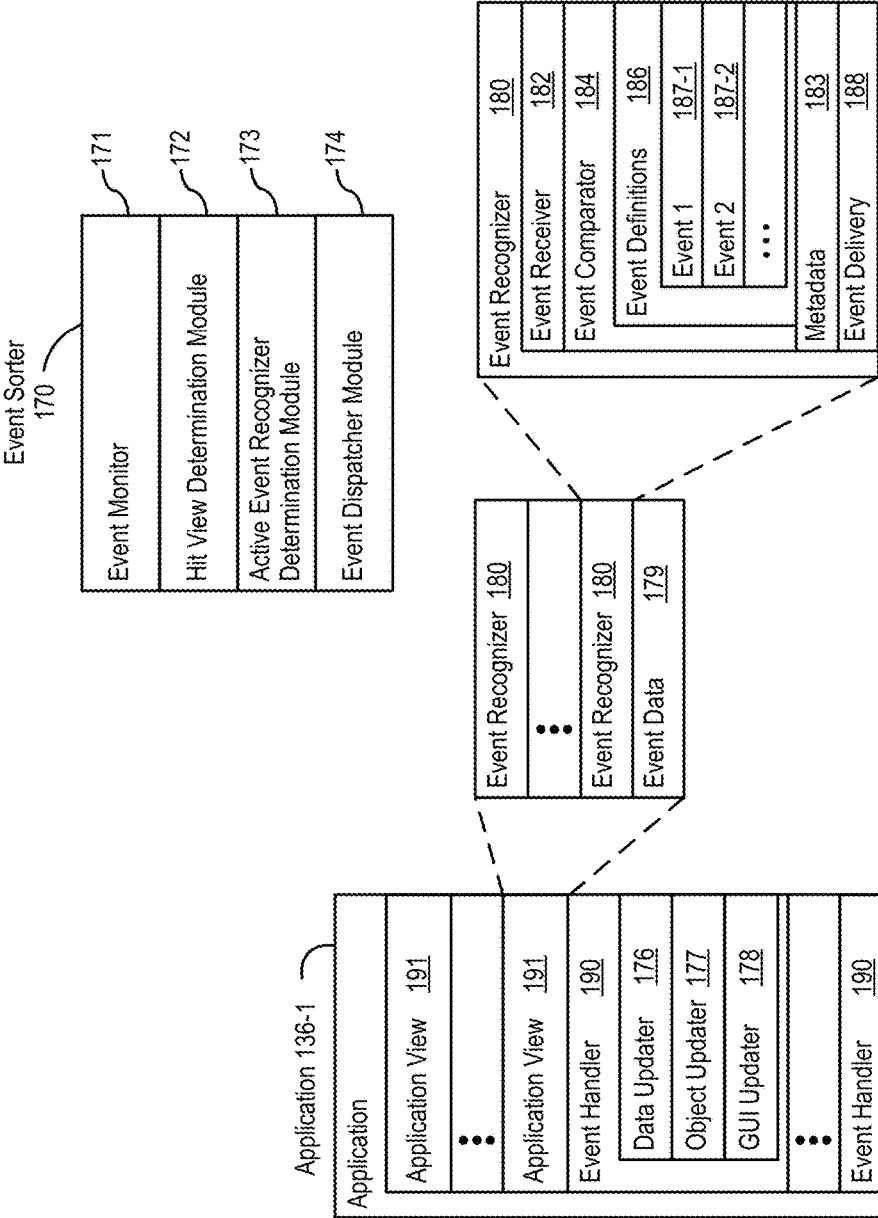 Event Sorter
170
Event Monitor
171
Hit View Determination Module
172
Active Event Recognizer
Determination Module
173
Event Dispatcher Module
174
Application 136-1
Application
Application View 191
•••
Application View 191
Event Handler 190
Data Updater 176
Object Updater 177
GUI Updater 178
•••
Event Handler 190
Event Recognizer 180
•••
Event Recognizer 180
Event Data 179
Event Recognizer 180
Event Receiver 182
Event Comparator 184
Event Definitions 186
Event 1 187-1
Event 2 187-2
•••
Metadata 183
Event Delivery 188